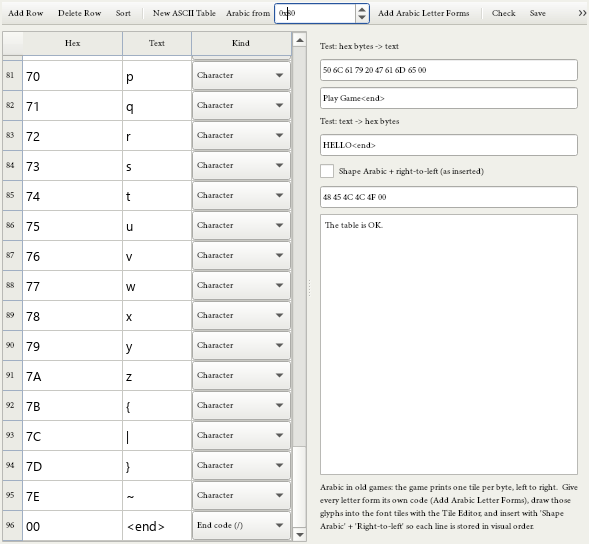 Add Row Delete Row Sort New ASCII Table Arabic from 0x80 Add Arabic Letter Forms Check Save >>
Hex Text Kind
81 70 p Character
82 71 q Character
83 72 r Character
84 73 s Character
85 74 t Character
86 75 u Character
87 76 v Character
88 77 w Character
89 78 x Character
90 79 y Character
91 7A z Character
92 7B { Character
93 7C | Character
94 7D } Character
95 7E ~ Character
96 00 <end> End code (/)
Test: hex bytes -> text
50 6C 61 79 20 47 61 6D 65 00
Play Game<end>
Test: text -> hex bytes
HELLO<end>
Shape Arabic + right-to-left (as inserted)
48 45 4C 4C 4F 00
The table is OK.
Arabic in old games: the game prints one tile per byte, left to right. Give
every letter form its own code (Add Arabic Letter Forms), draw those
glyphs into the font tiles with the Tile Editor, and insert with 'Shape
Arabic' + 'Right-to-left' so each line is stored in visual order.